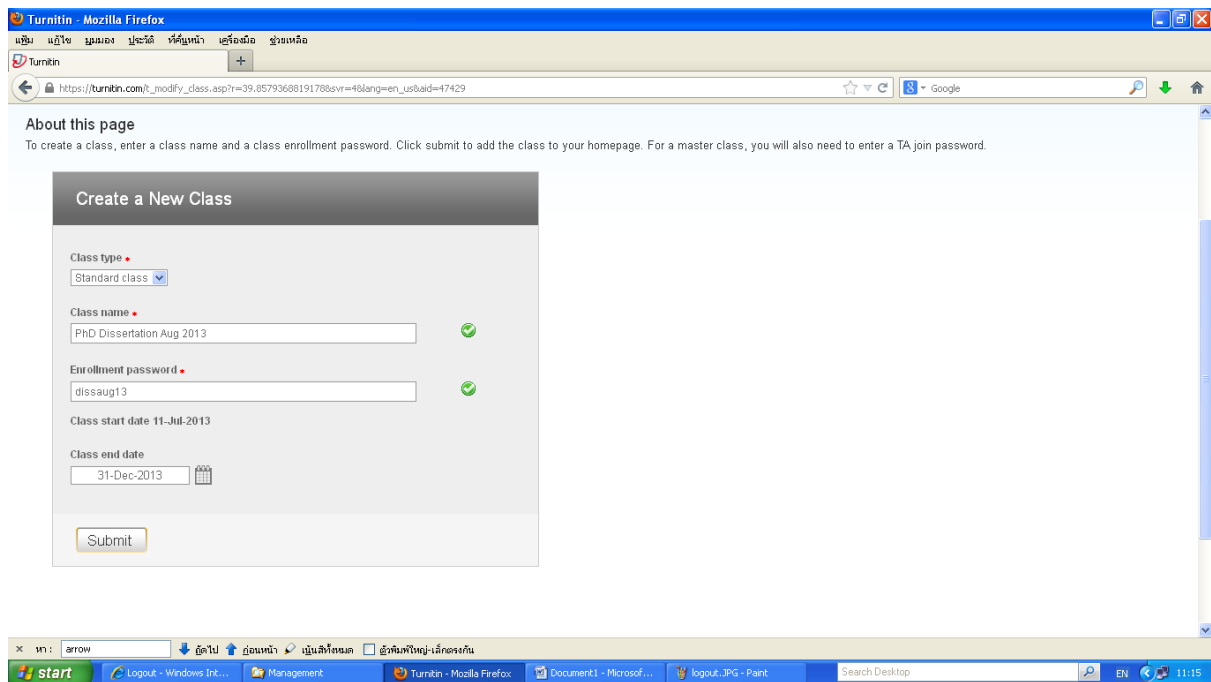 Turnitin - Mozilla Firefox
แฟ้ม แก้ไข มุมมอง ประวัติ ที่คั่นหน้า เครื่องมือ ช่วยเหลือ
Turnitin +
https://turnitin.com/t_modify_class.asp?r=39.8579368819178&svr=48lang=en_us&aid=47429 Google
About this page
To create a class, enter a class name and a class enrollment password. Click submit to add the class to your homepage. For a master class, you will also need to enter a TA join password.
Create a New Class
Class type *
Standard class
Class name *
PhD Dissertation Aug 2013
Enrollment password *
dissaug13
Class start date 11-Jul-2013
Class end date
31-Dec-2013
Submit
× หา: arrow ถัดไป ก่อนหน้า เน้นสีทั้งหมด ตัวพิมพ์ใหญ่-เล็กตรงกัน
start Logout - Windows Int... Management Turnitin - Mozilla Firefox Document1 - Microsof... logout.JPG - Paint Search Desktop EN 11:15